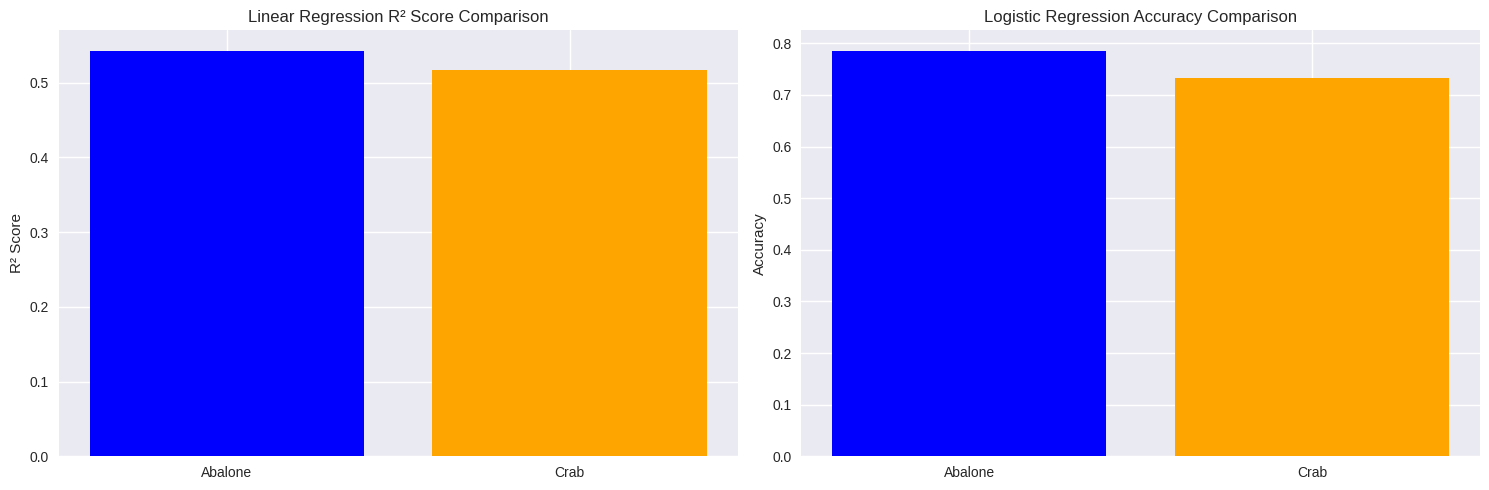 Linear Regression R² Score Comparison
R² Score
0.5
0.4
0.3
0.2
0.1
0.0
Abalone Crab
Logistic Regression Accuracy Comparison
Accuracy
0.8
0.7
0.6
0.5
0.4
0.3
0.2
0.1
0.0
Abalone Crab